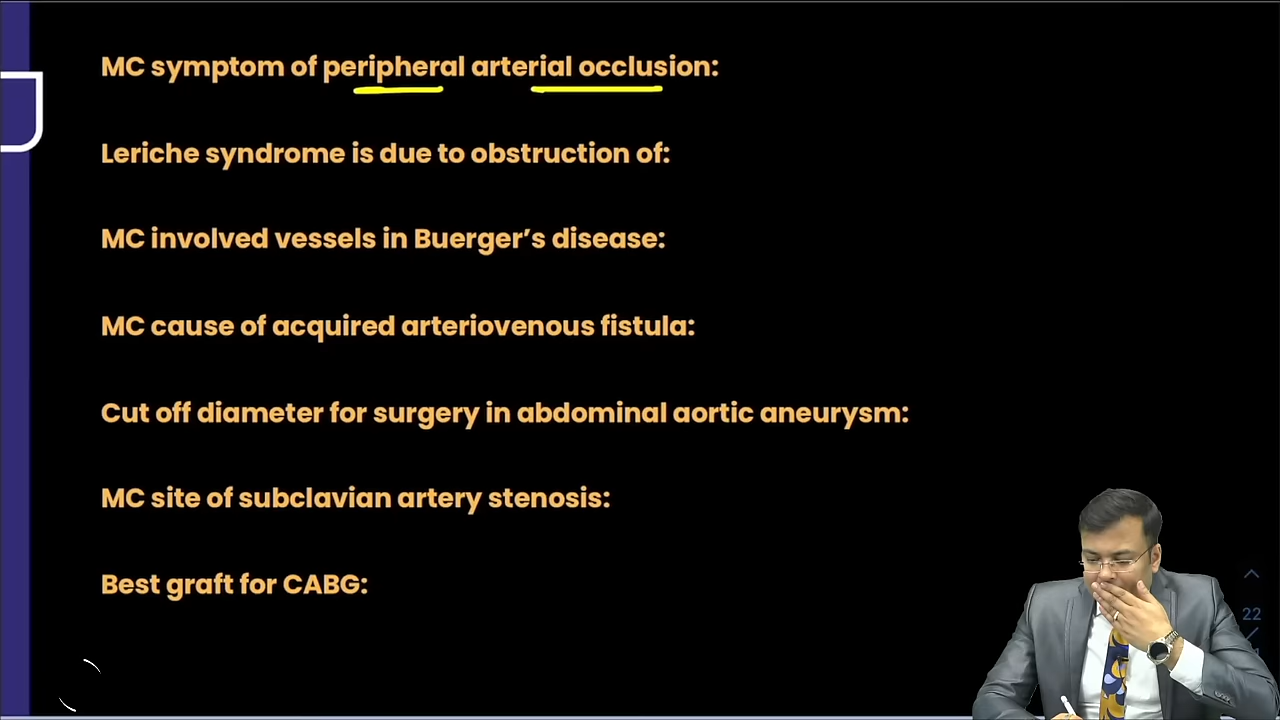 MC symptom of peripheral arterial occlusion:
Leriche syndrome is due to obstruction of:
MC involved vessels in Buerger’s disease:
MC cause of acquired arteriovenous fistula:
Cut off diameter for surgery in abdominal aortic aneurysm:
MC site of subclavian artery stenosis:
Best graft for CABG:
22